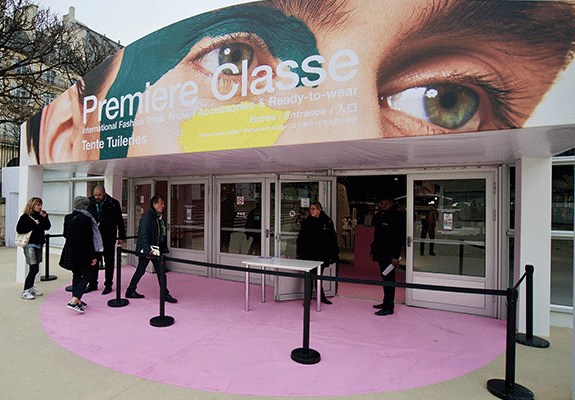 Premiere Classe
International Fashion Trade Show / Accessories & Ready-to-wear
Tente Tuileries
Entrée / Entrance / 入口